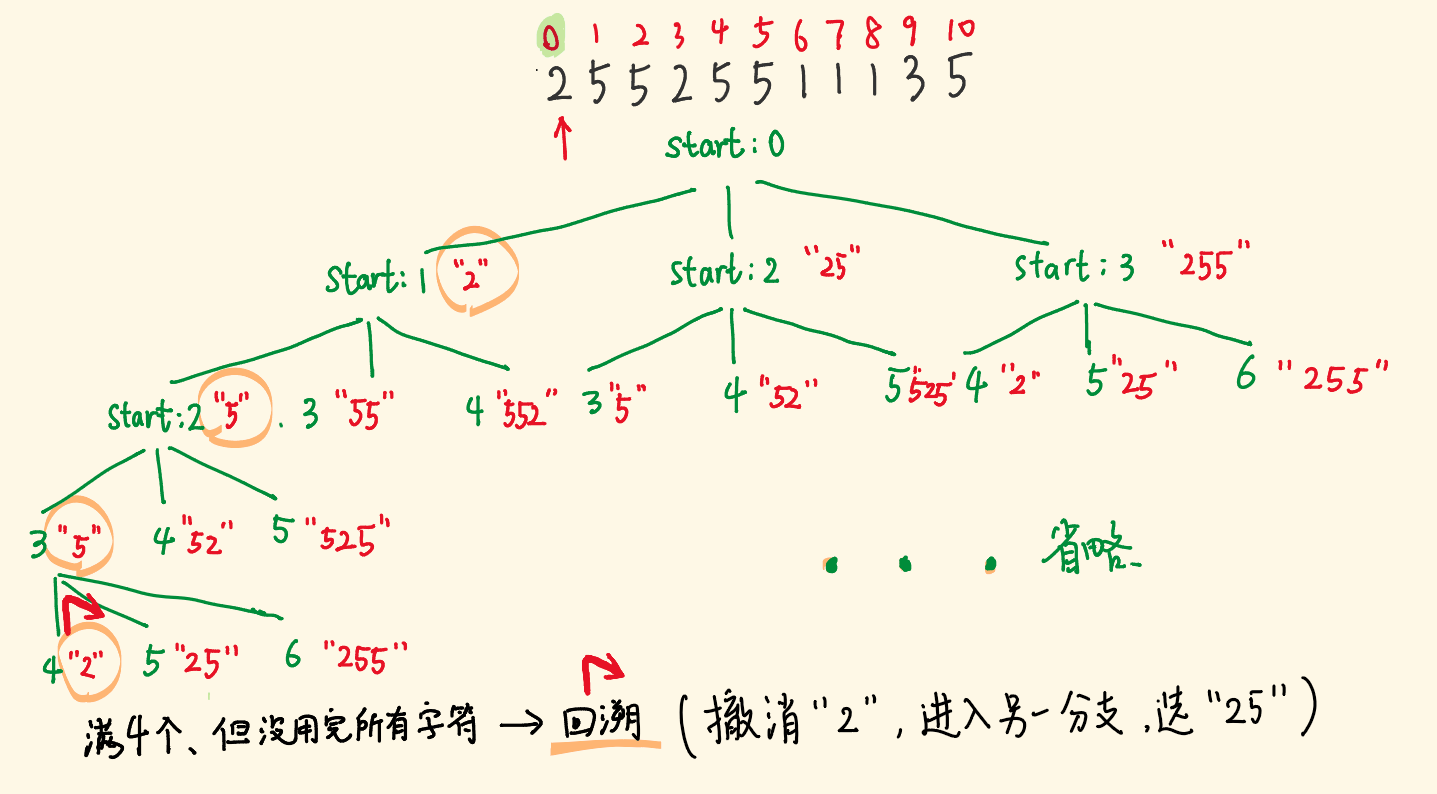 0 1 2 3 4 5 6 7 8 9 10
2 5 5 2 5 5 1 1 1 3 5
start:0
start:1 "2" start:2 "25" start:3 "255"
start:2 "5" . 3 "55" 4 "552" 3 "5" 4 "52" 5 "525" 4 "2" 5 "25" 6 "255"
3 "5" 4 "52" 5 "525" ... 省略
4 "2" 5 "25" 6 "255"
满4个、但没用完所有字符 → 回溯 (撤消"2", 进入另一分支,选"25")